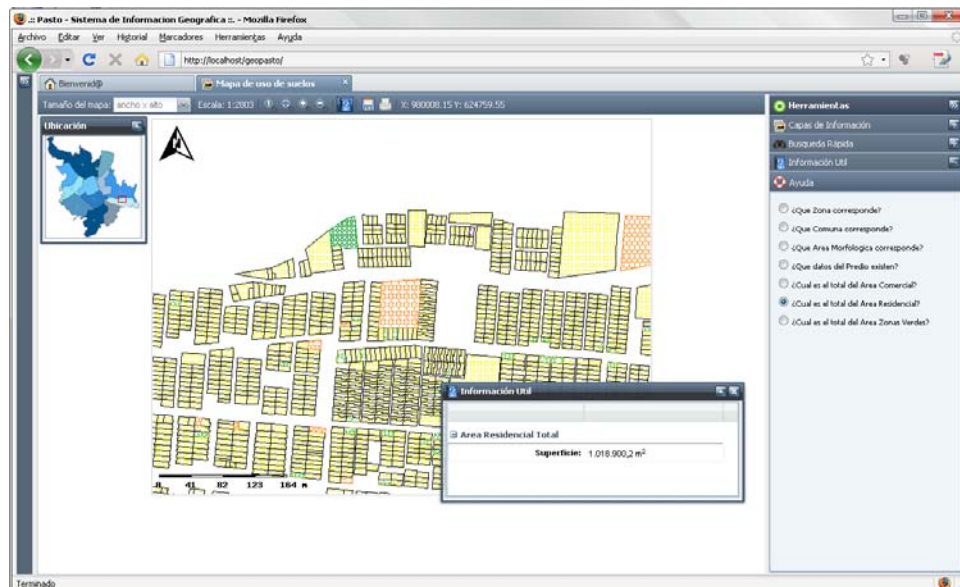 .:: Pasto - Sistema de Informacion Geografica ::. - Mozilla Firefox
Archivo Editar Ver Historial Marcadores Herramientas Ayuda
http://localhost/geopasto/
Bienvenid@ Mapa de uso de suelos
Tamaño del mapa: ancho x alto Escala: 1:2003 X: 980008.15 Y: 624759.55
Ubicación
Herramientas
Capas de Información
Busqueda Rápida
Información Util
Ayuda
¿Que Zona corresponde?
¿Que Comuna corresponde?
¿Que Area Morfologica corresponde?
¿Que datos del Predio existen?
¿Cual es el total del Area Comercial?
¿Cual es el total del Area Residencial?
¿Cual es el total del Area Zonas Verdes?
Información Util
Area Residencial Total
Superficie: 1.018.900,2 m²
41 82 123 164 m
Terminado